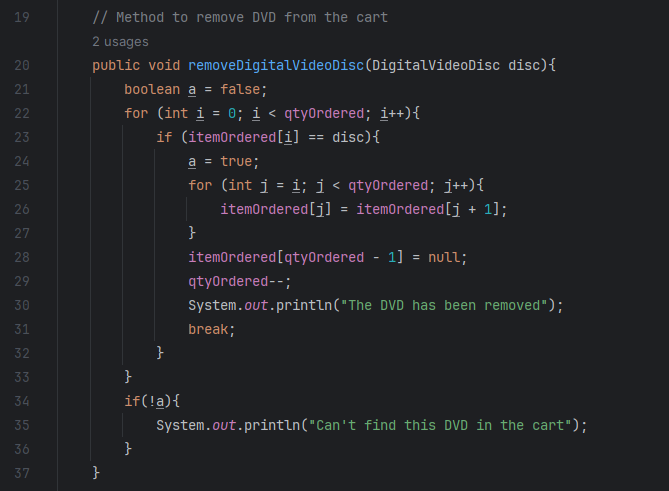 19 // Method to remove DVD from the cart
2 usages
20 public void removeDigitalVideoDisc(DigitalVideoDisc disc){
21 boolean a = false;
22 for (int i = 0; i < qtyOrdered; i++){
23 if (itemOrdered[i] == disc){
24 a = true;
25 for (int j = i; j < qtyOrdered; j++){
26 itemOrdered[j] = itemOrdered[j + 1];
27 }
28 itemOrdered[qtyOrdered - 1] = null;
29 qtyOrdered--;
30 System.out.println("The DVD has been removed");
31 break;
32 }
33 }
34 if(!a){
35 System.out.println("Can't find this DVD in the cart");
36 }
37 }